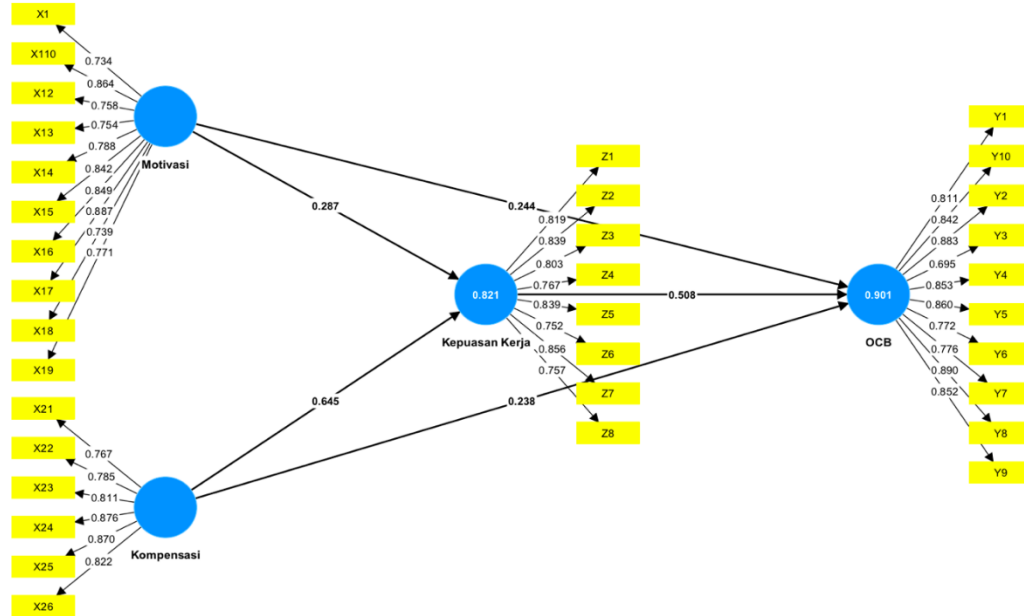 X1
X110
X12
X13
X14
X15
X16
X17
X18
X19
0.734
0.864
0.758
0.754
0.788
0.842
0.849
0.887
0.739
0.771
Motivasi
X21
X22
X23
X24
X25
X26
0.767
0.785
0.811
0.876
0.870
0.822
Kompensasi
0.287
0.645
0.244
0.508
0.238
0.821
Kepuasan Kerja
0.819
0.839
0.803
0.767
0.839
0.752
0.856
0.757
Z1
Z2
Z3
Z4
Z5
Z6
Z7
Z8
0.901
OCB
0.811
0.842
0.883
0.695
0.853
0.860
0.772
0.776
0.890
0.852
Y1
Y10
Y2
Y3
Y4
Y5
Y6
Y7
Y8
Y9